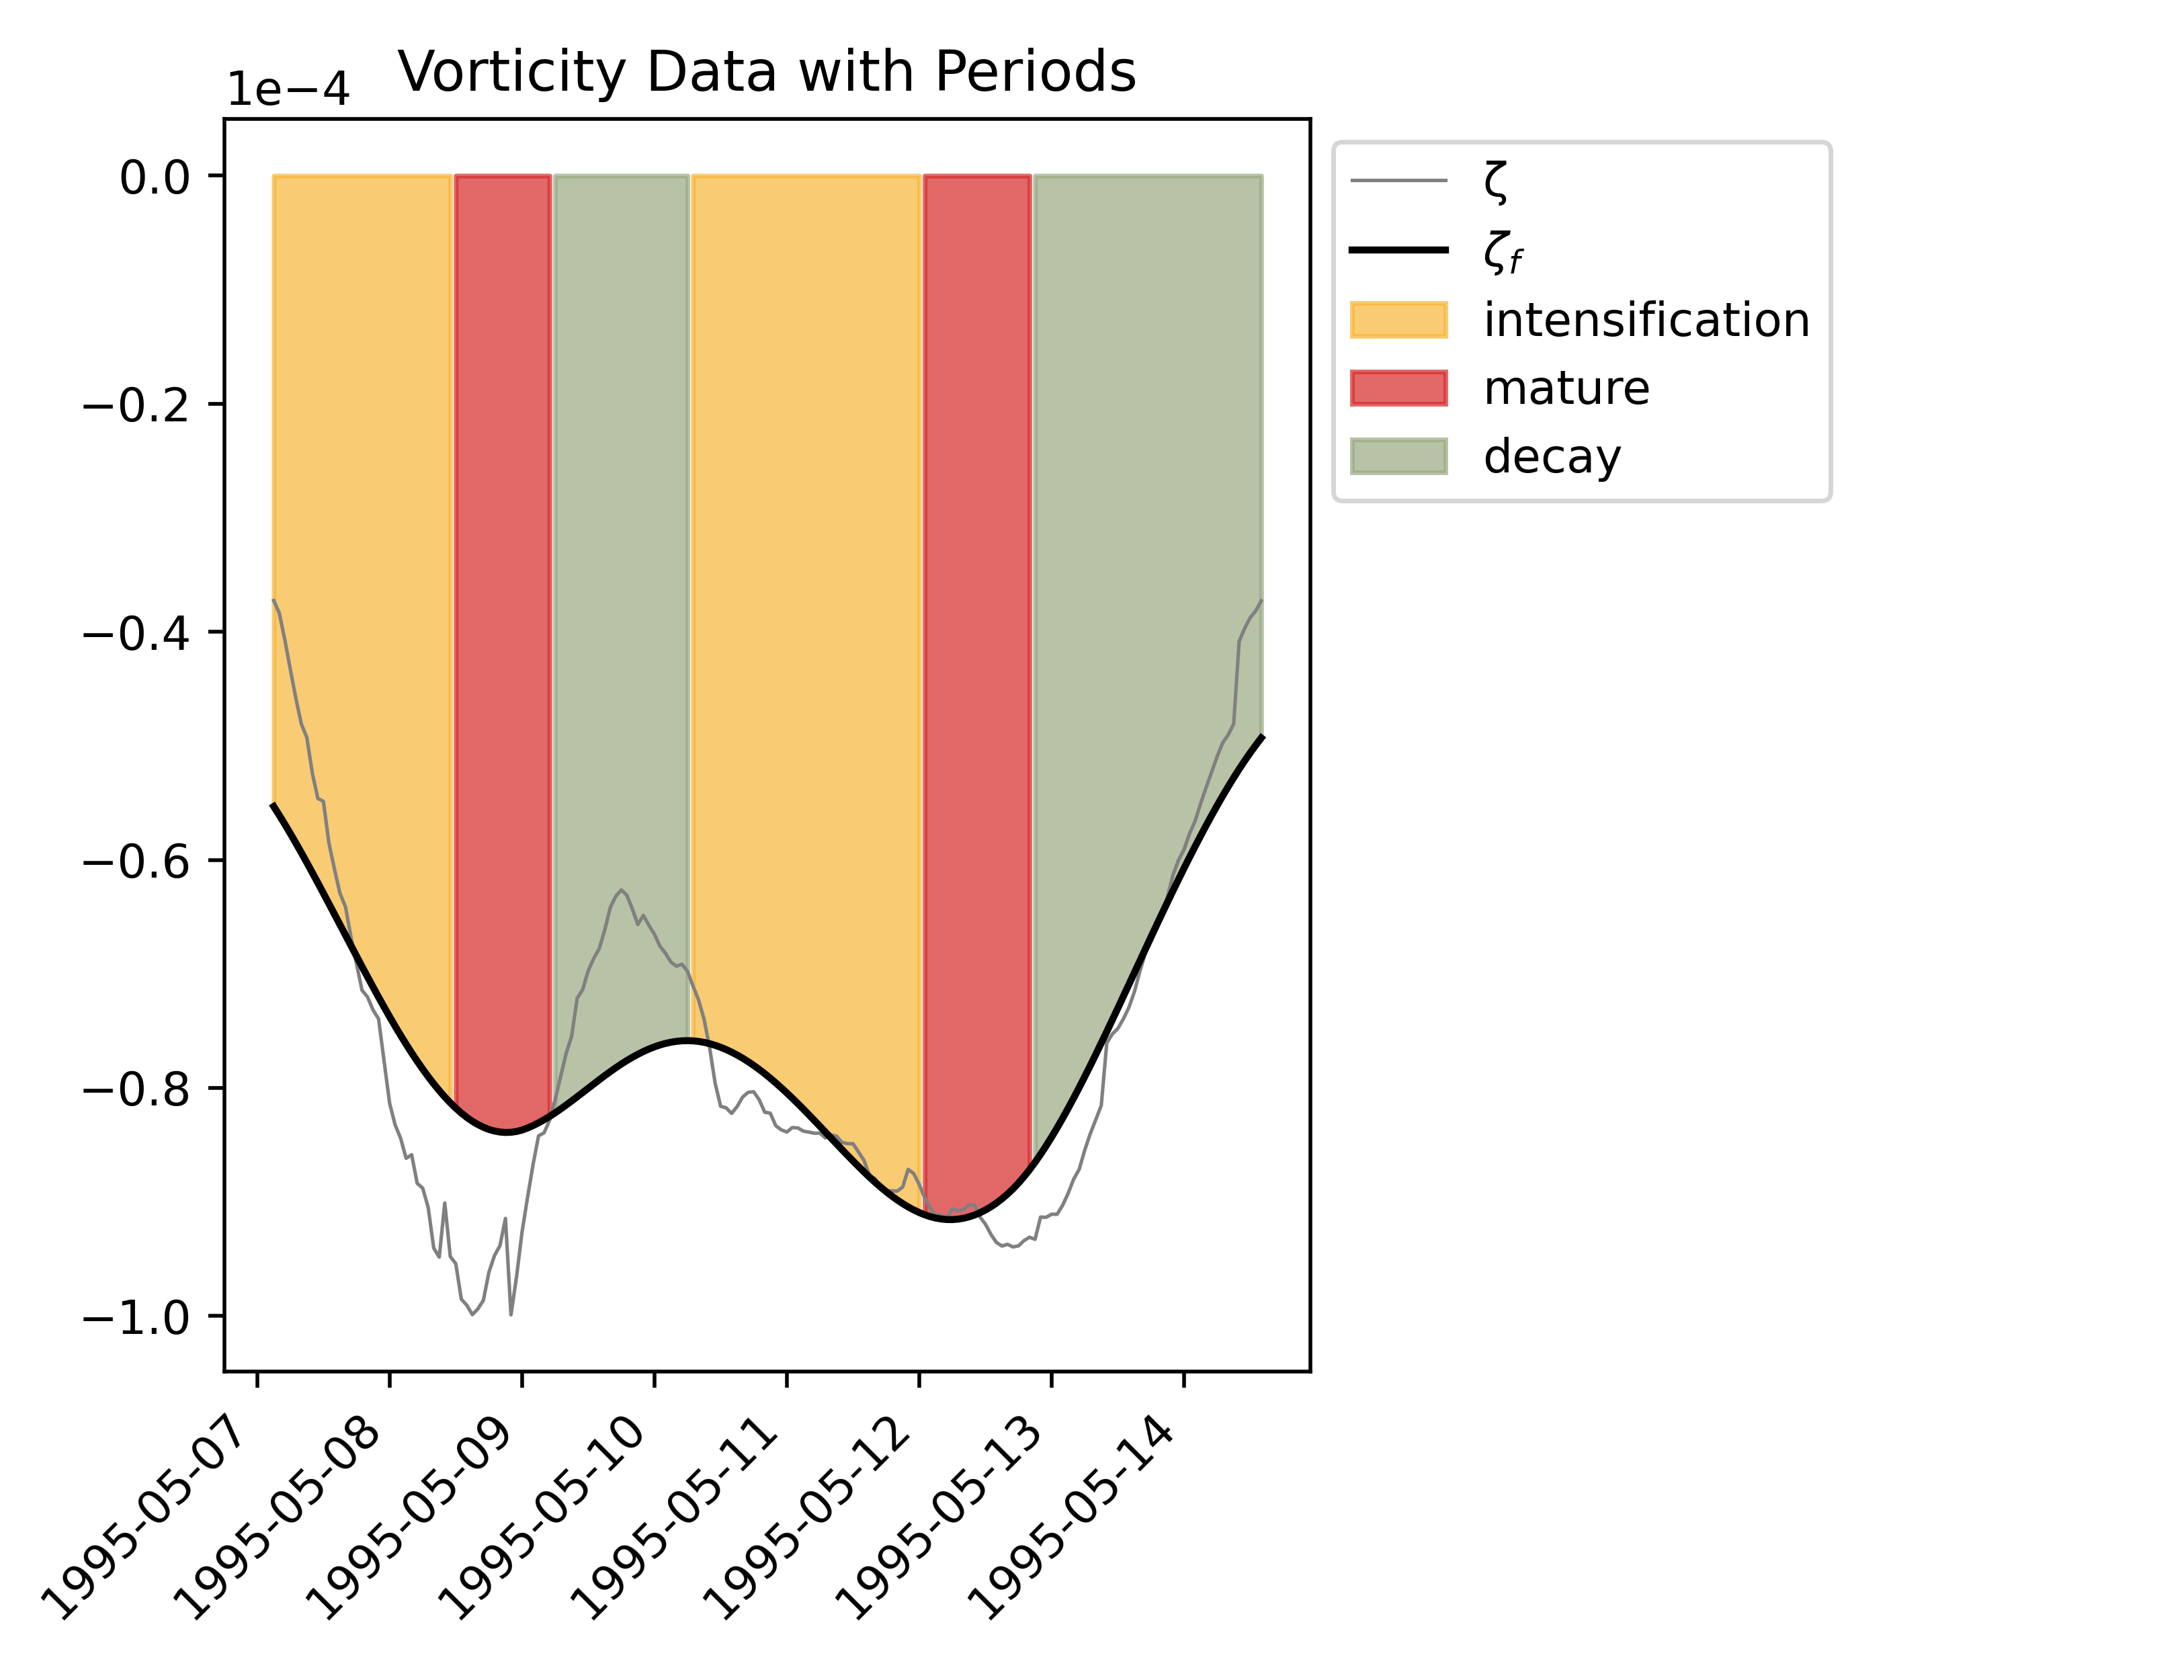 Vorticity Data with Periods
1e−4
0.0
−0.2
−0.4
−0.6
−0.8
−1.0
1995-05-07
1995-05-08
1995-05-09
1995-05-10
1995-05-11
1995-05-12
1995-05-13
1995-05-14
ζ
ζf
intensification
mature
decay